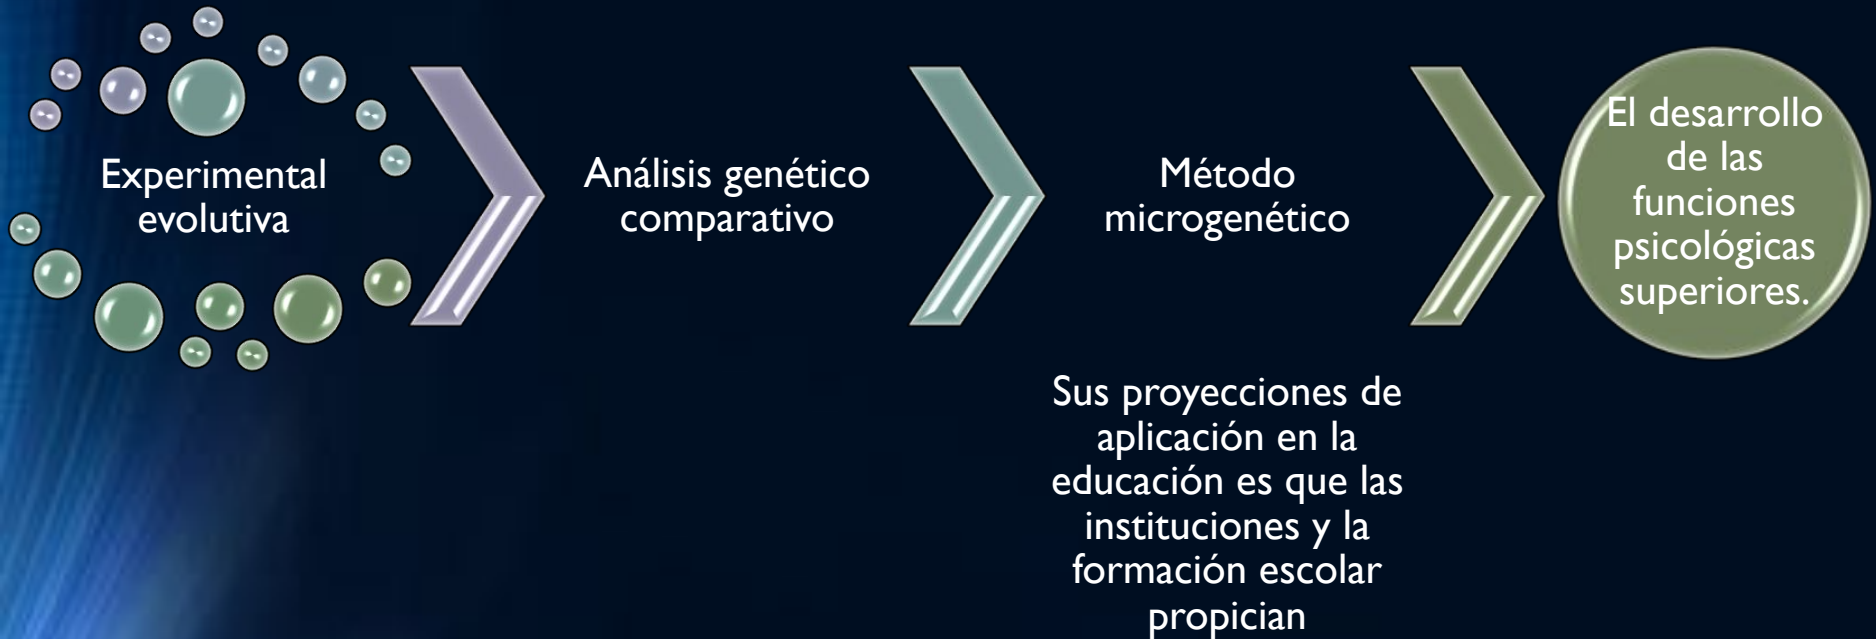 Experimental
evolutiva
Análisis genético
comparativo
Método
microgenético
Sus proyecciones de
aplicación en la
educación es que las
instituciones y la
formación escolar
propician
El desarrollo
de las
funciones
psicológicas
superiores.